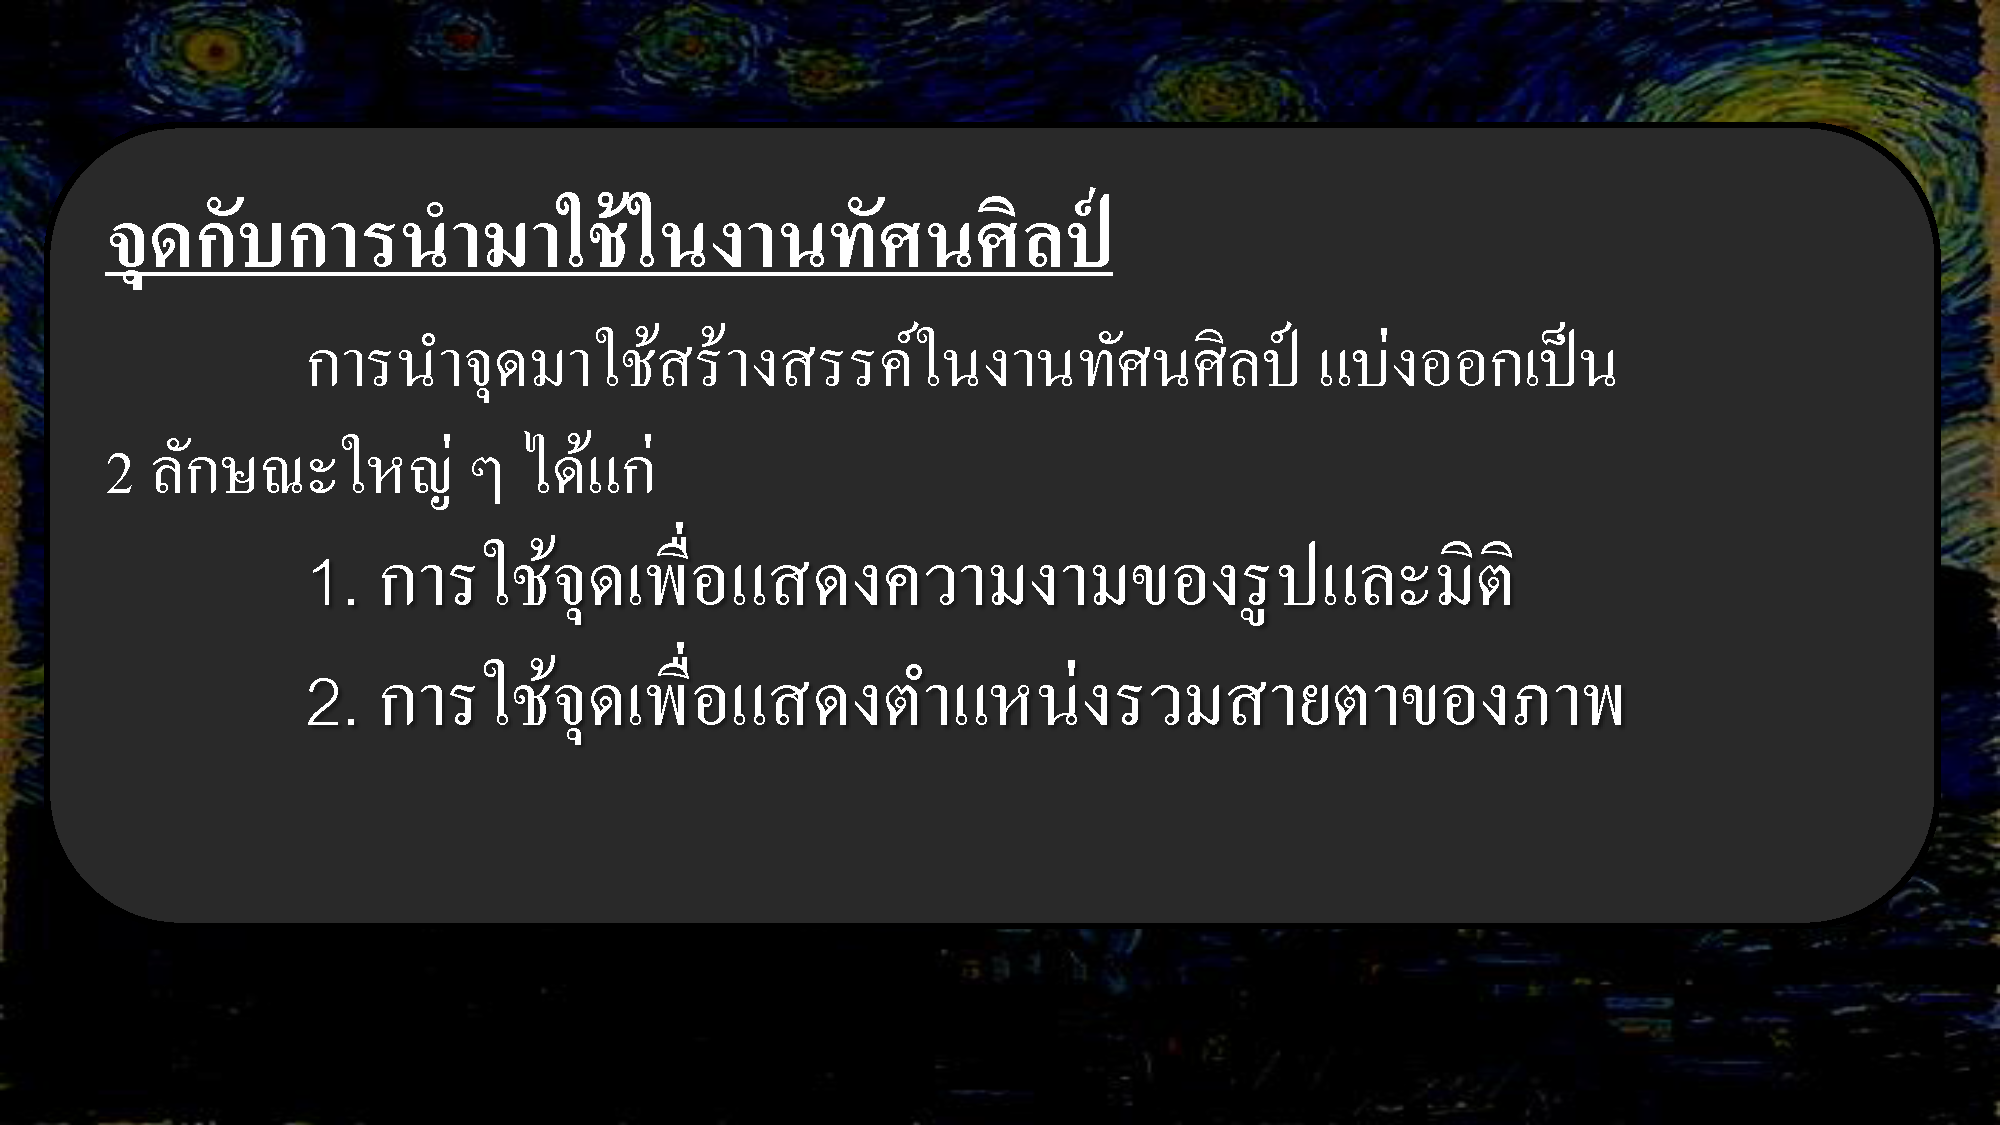 จุดกับการนำมาใช้ในงานทัศนศิลป์
การนำจุดมาใช้สร้างสรรค์ในงานทัศนศิลป์ แบ่งออกเป็น
2 ลักษณะใหญ่ ๆ ได้แก่
1. การใช้จุดเพื่อแสดงความงามของรูปและมิติ
2. การใช้จุดเพื่อแสดงตำแหน่งรวมสายตาของภาพ